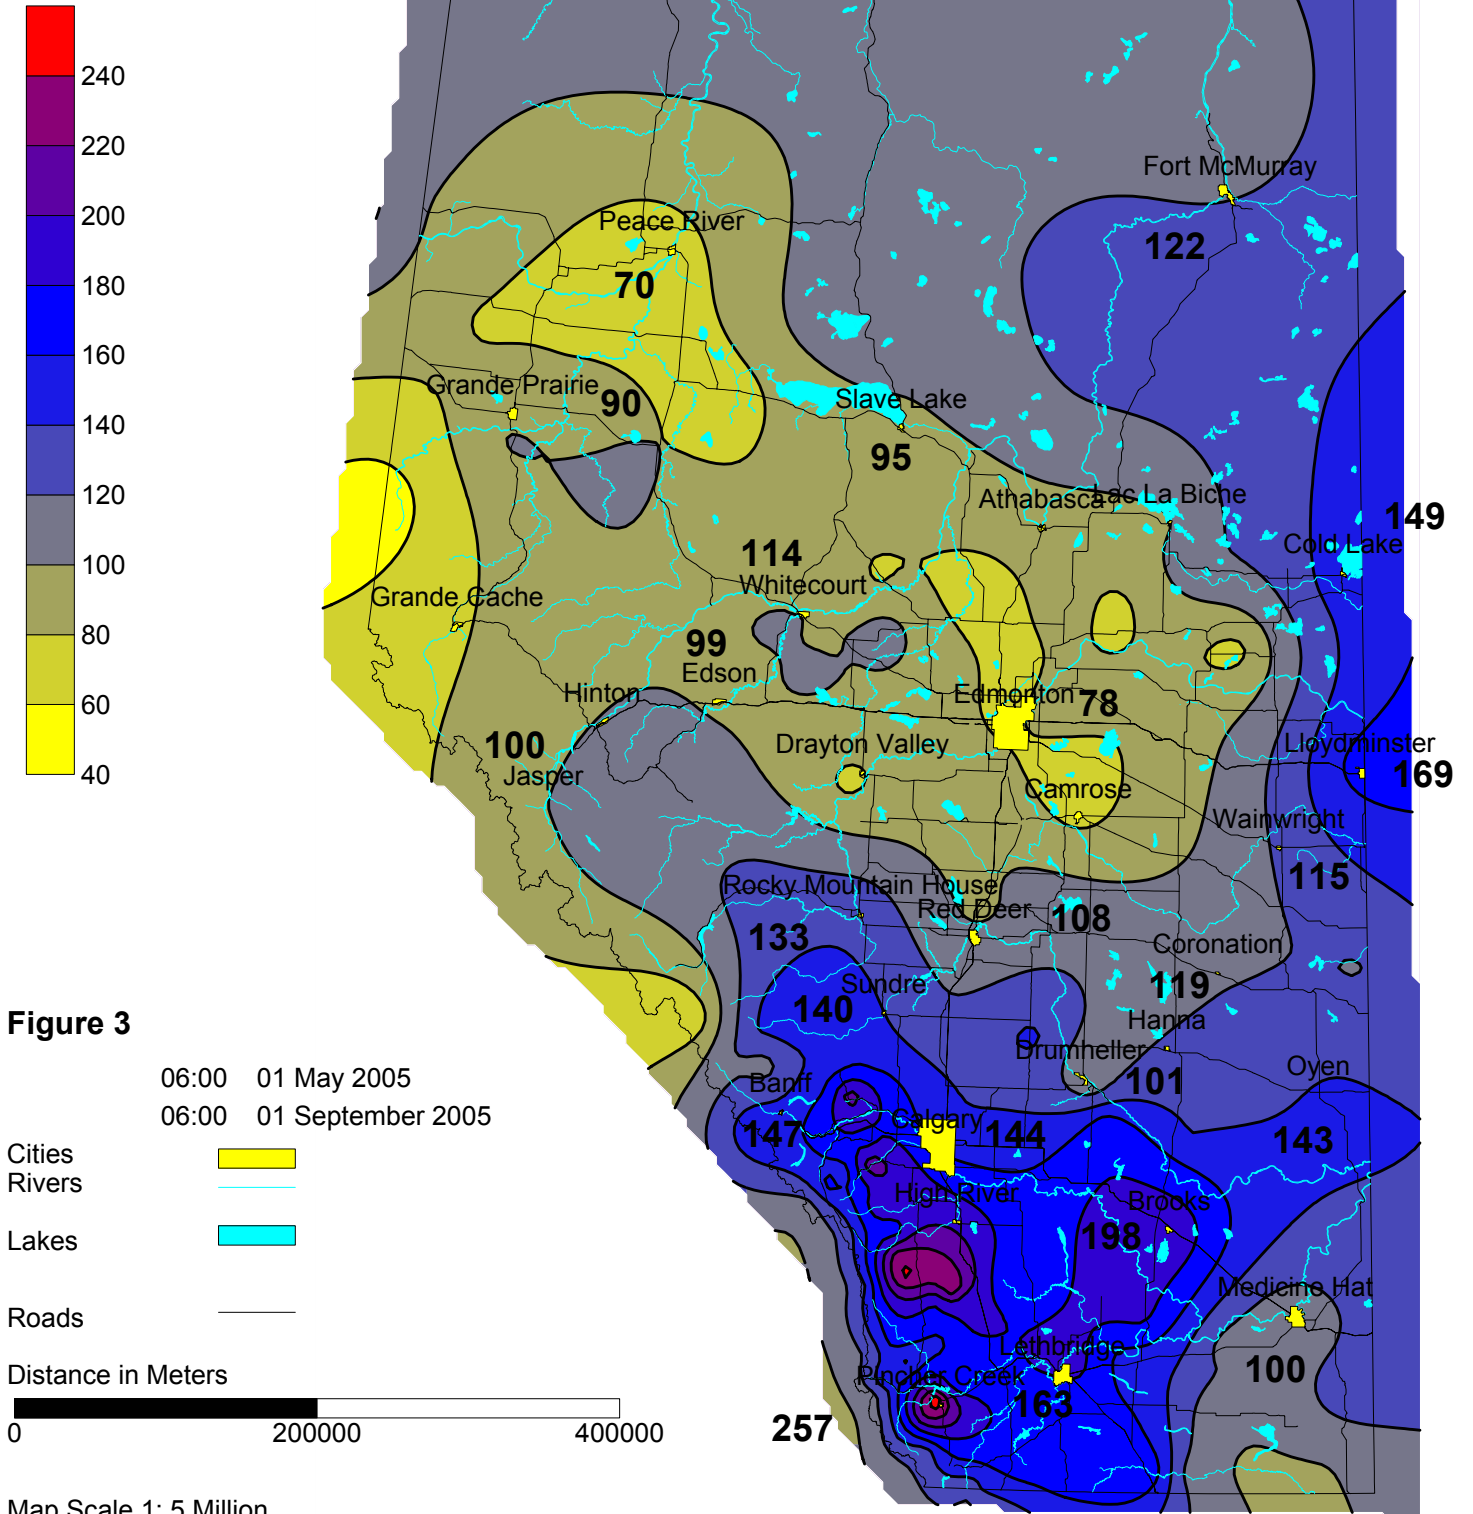 240
220
200
180
160
140
120
100
80
60
40
Fort McMurray
Peace River
122
70
Grande Prairie
90
Slave Lake
95
Athabasca
Lac La Biche
149
Cold Lake
114
Whitecourt
Grande Cache
99
Edson
Hinton
Edmonton
78
100
Jasper
Drayton Valley
Lloydminster
169
Camrose
Wainwright
115
Rocky Mountain House
Red Deer
108
133
Coronation
Sundre
119
140
Hanna
Drumheller
101
Oyen
Banff
147
Calgary
144
143
High River
Brooks
198
Medicine Hat
Lethbridge
100
Pincher Creek
163
257
Figure 3
06:00 01 May 2005
06:00 01 September 2005
Cities
Rivers
Lakes
Roads
Distance in Meters
0 200000 400000
Map Scale 1: 5 Million